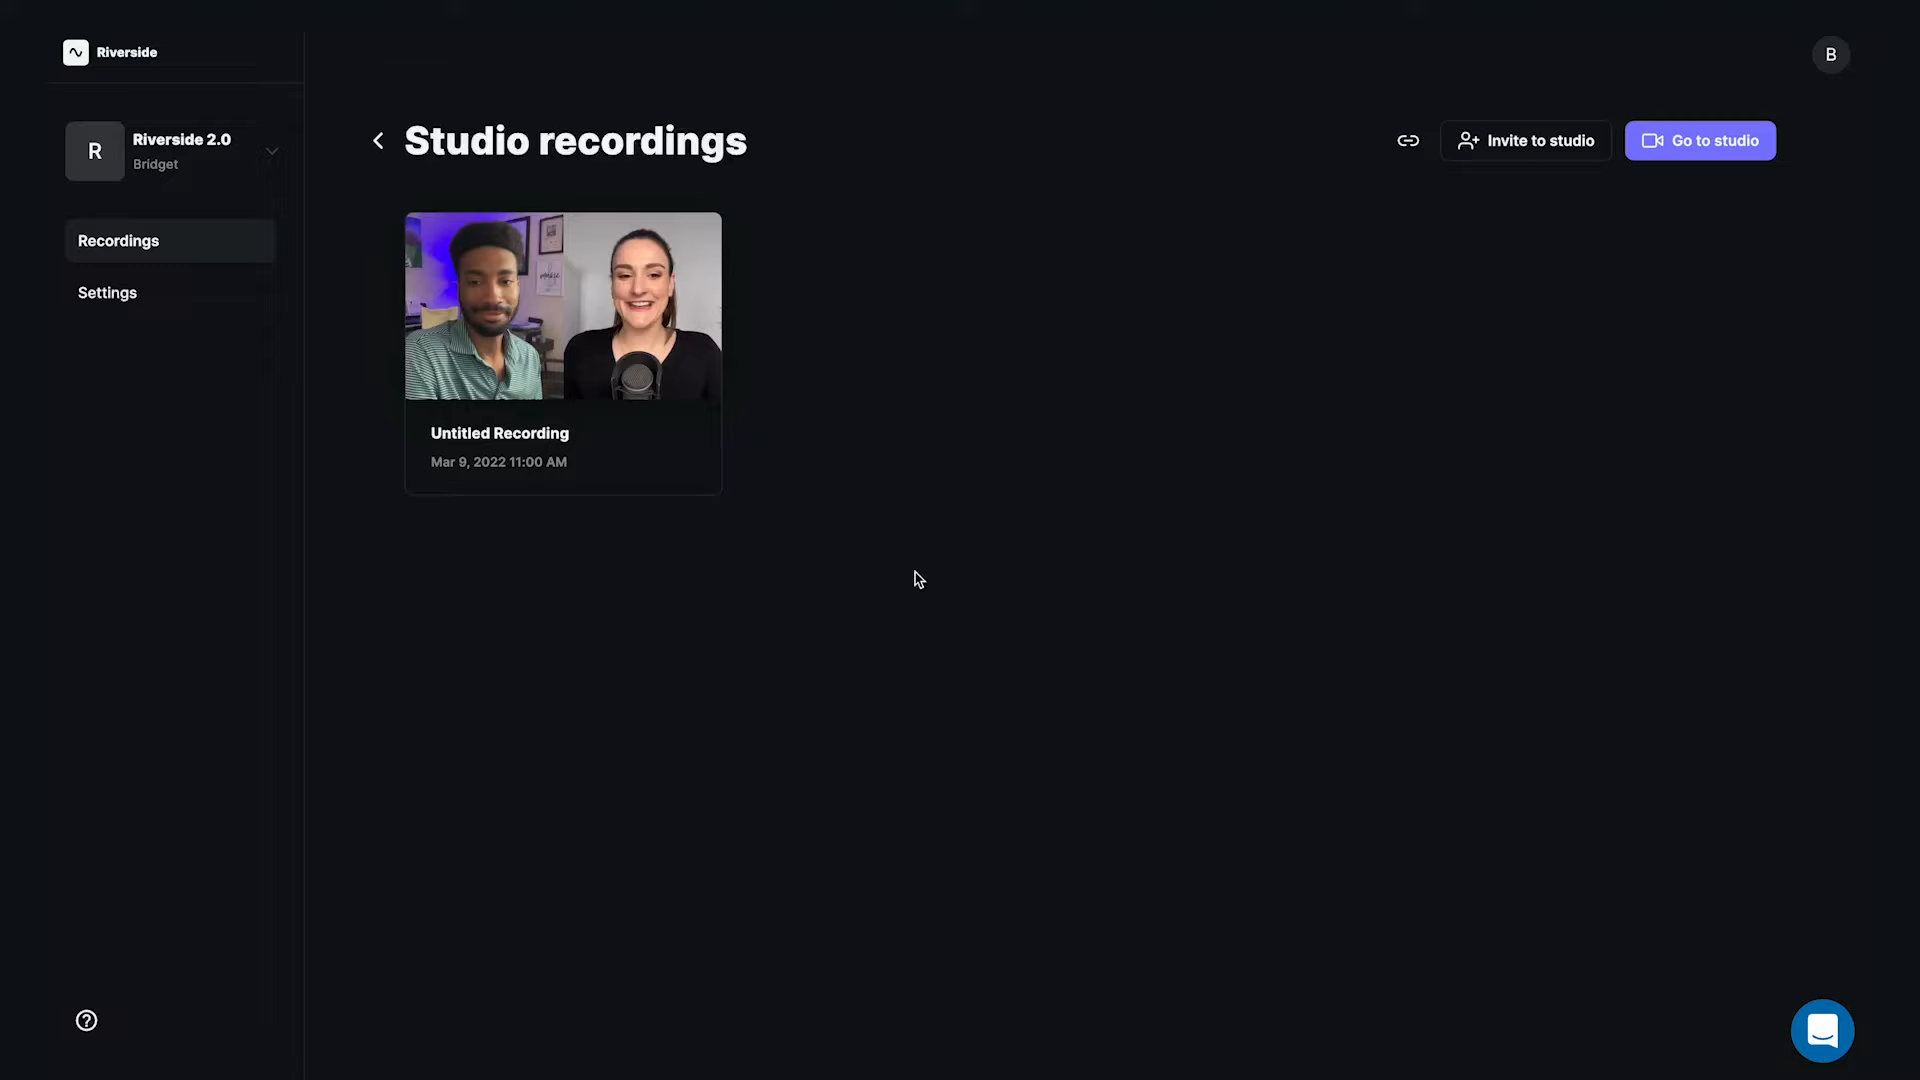 Riverside
R
Riverside 2.0
Bridget
Recordings
Settings
Studio recordings
Invite to studio
Go to studio
B
Untitled Recording
Mar 9, 2022 11:00 AM